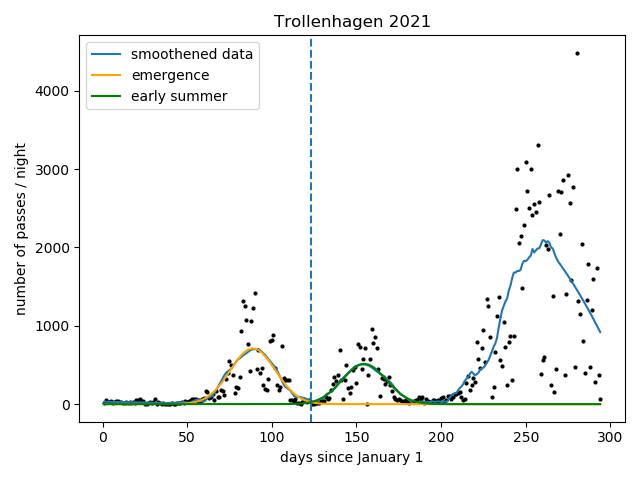 Trollenhagen 2021
smoothened data
emergence
early summer
number of passes / night
4000
3000
2000
1000
0
0 50 100 150 200 250 300
days since January 1